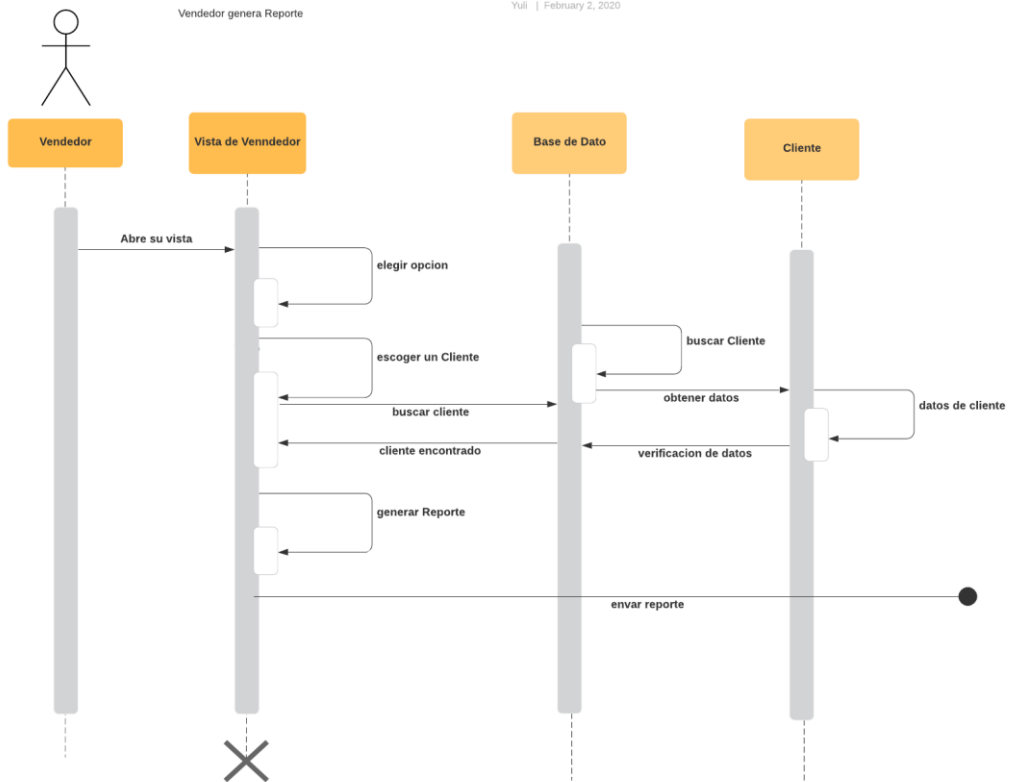 Vendedor genera Reporte
Yuli | February 2, 2020
Vendedor
Vista de Venndedor
Base de Dato
Cliente
Abre su vista
elegir opcion
buscar Cliente
escoger un Cliente
obtener datos
datos de cliente
buscar cliente
cliente encontrado
verificacion de datos
generar Reporte
envar reporte